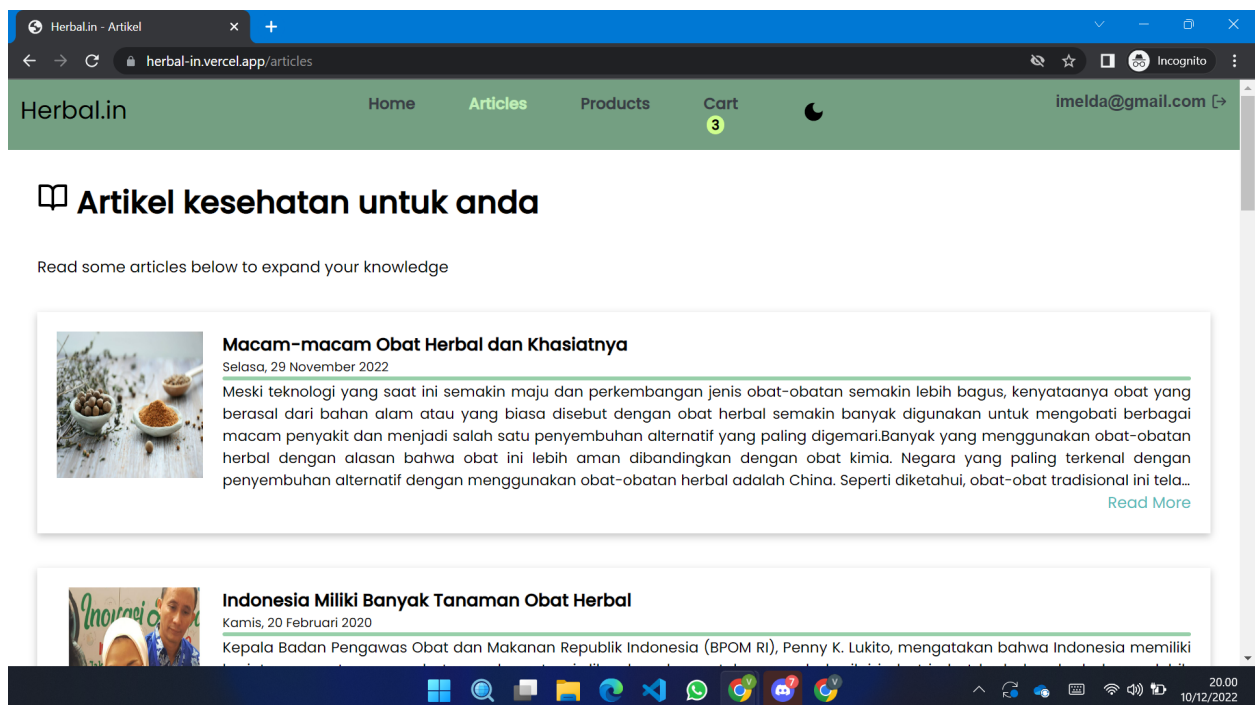 Herbal.in - Artikel
herbal-in.vercel.app/articles
Incognito
Herbal.in
Home
Articles
Products
Cart
3
imelda@gmail.com
Artikel kesehatan untuk anda
Read some articles below to expand your knowledge
Macam-macam Obat Herbal dan Khasiatnya
Selasa, 29 November 2022
Meski teknologi yang saat ini semakin maju dan perkembangan jenis obat-obatan semakin lebih bagus, kenyataanya obat yang
berasal dari bahan alam atau yang biasa disebut dengan obat herbal semakin banyak digunakan untuk mengobati berbagai
macam penyakit dan menjadi salah satu penyembuhan alternatif yang paling digemari.Banyak yang menggunakan obat-obatan
herbal dengan alasan bahwa obat ini lebih aman dibandingkan dengan obat kimia. Negara yang paling terkenal dengan
penyembuhan alternatif dengan menggunakan obat-obatan herbal adalah China. Seperti diketahui, obat-obat tradisional ini tela...
Read More
Inovasi
Indonesia Miliki Banyak Tanaman Obat Herbal
Kamis, 20 Februari 2020
Kepala Badan Pengawas Obat dan Makanan Republik Indonesia (BPOM RI), Penny K. Lukito, mengatakan bahwa Indonesia memiliki
7
20.00
10/12/2022